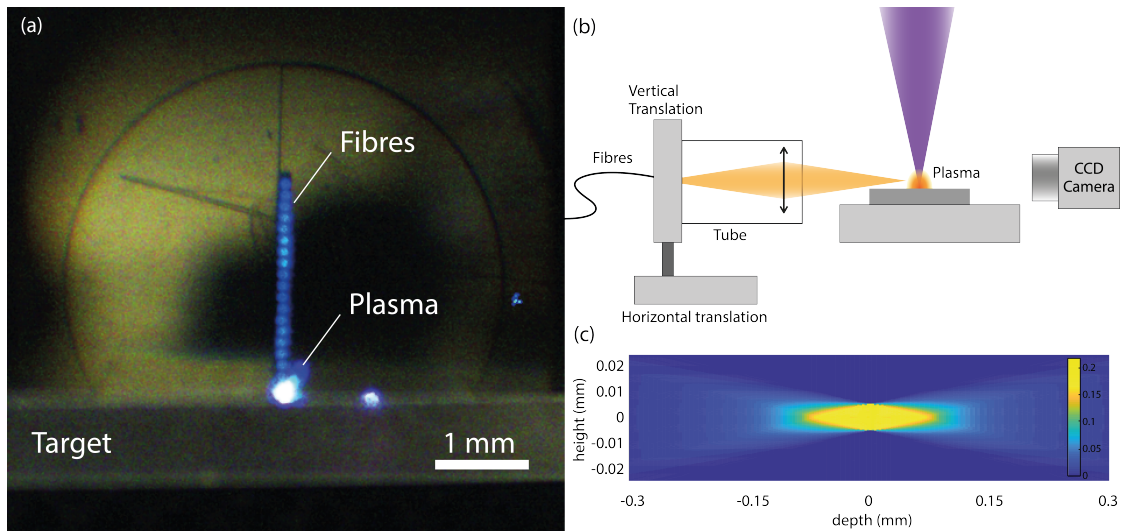 (a)
Fibres
Plasma
Target
1 mm
(b)
Vertical
Translation
Fibres
Tube
Horizontal translation
Plasma
CCD
Camera
(c)
height (mm)
0.02
0.01
0
-0.01
-0.02
0.2
0.15
0.1
0.05
0
-0.3
-0.15
0
0.15
0.3
depth (mm)